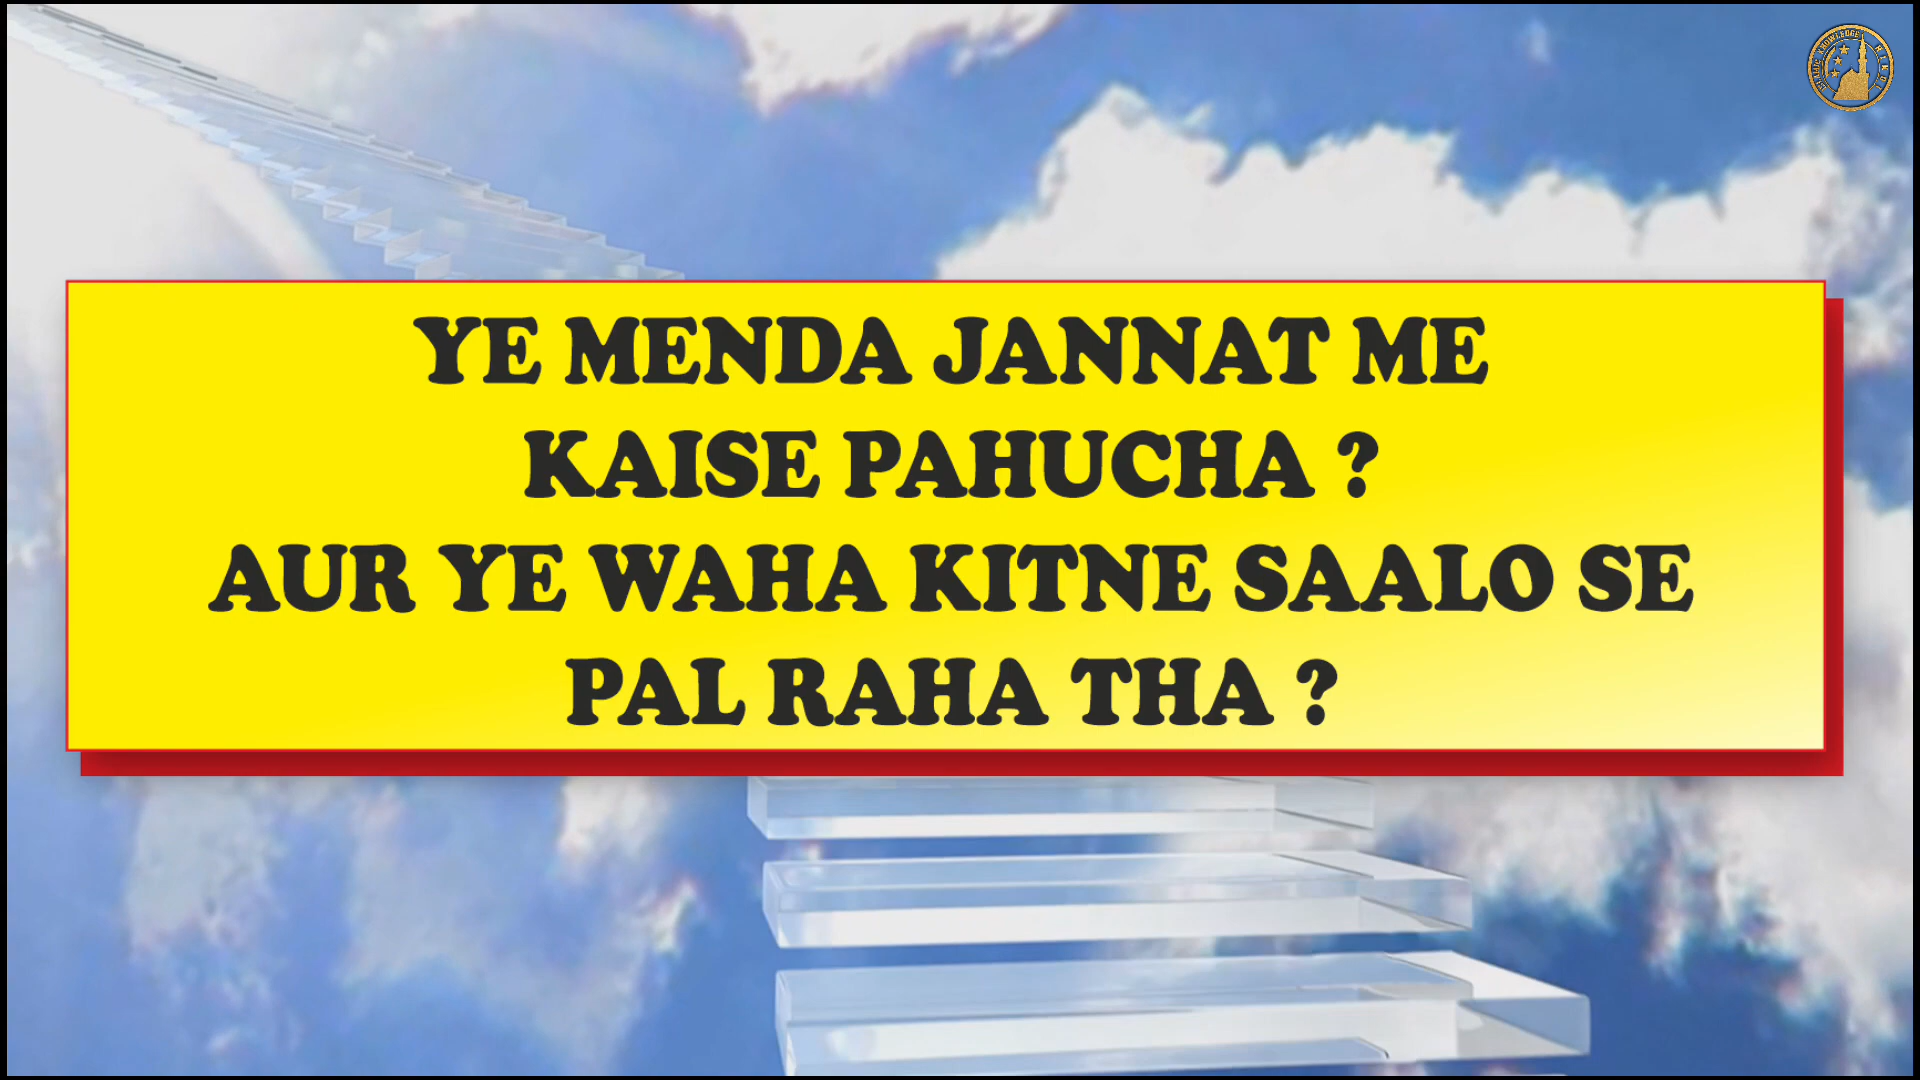 YE MENDA JANNAT ME
KAISE PAHUCHA ?
AUR YE WAHA KITNE SAALO SE
PAL RAHA THA ?